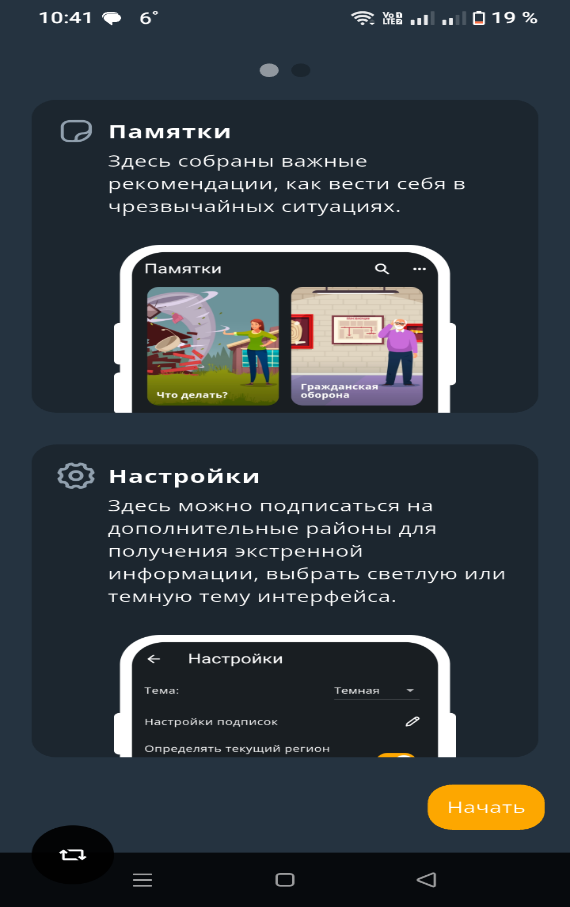 10:41 6° Vo 1 LTE 2 19 %
Памятки
Здесь собраны важные
рекомендации, как вести себя в
чрезвычайных ситуациях.
Памятки
Что делать?
Гражданская
оборона
Настройки
Здесь можно подписаться на
дополнительные районы для
получения экстренной
информации, выбрать светлую или
темную тему интерфейса.
Настройки
Тема: Темная
Настройки подписок
Определять текущий регион
Начать